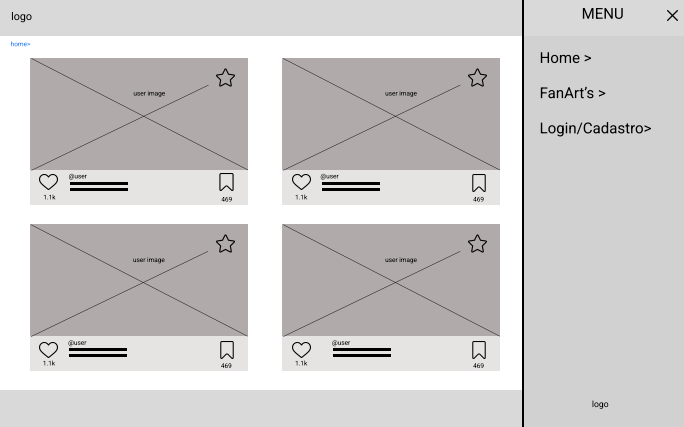 logo
home>
user image
user image
@user
1.1k
469
@user
1.1k
469
user image
user image
@user
1.1k
469
@user
1.1k
469
MENU
Home >
FanArt's >
Login/Cadastro>
logo